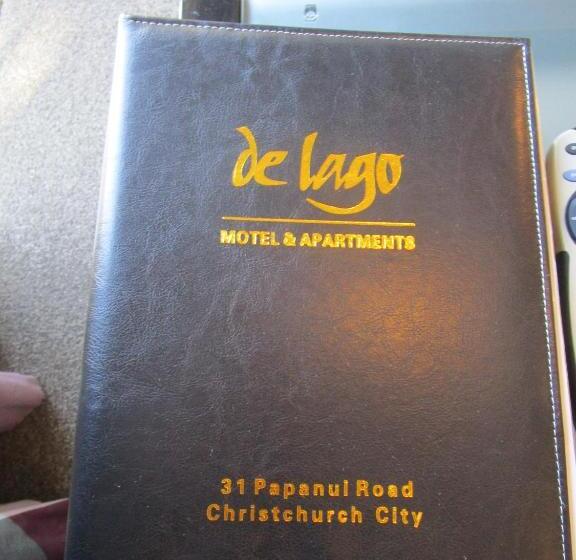 de lago
MOTEL & APARTMENTS
31 Papanui Road
Christchurch City